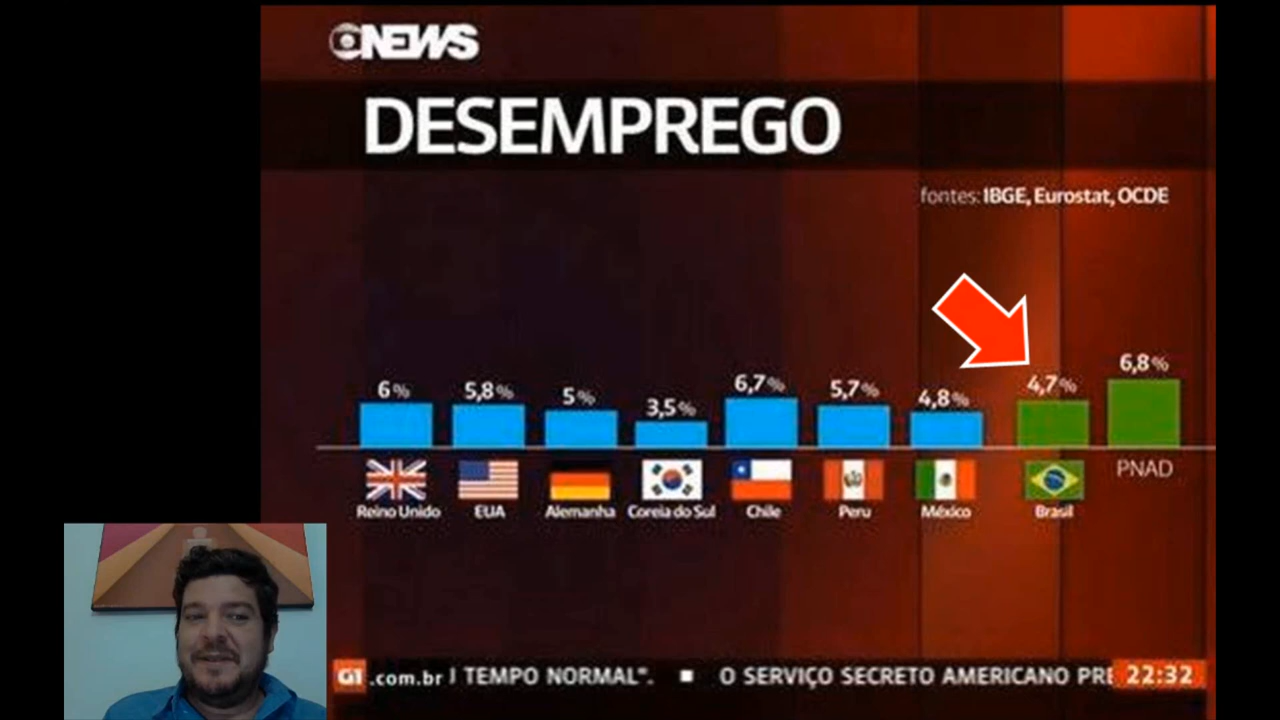 GNEWS
DESEMPREGO
fontes: IBGE, Eurostat, OCDE
6% 5,8% 5% 3,5% 6,7% 5,7% 4,8% 4,7% 6,8%
Reino Unido EUA Alemanha Coreia do Sul Chile Peru México Brasil PNAD
G1 .com.br TEMPO NORMAL". ■ O SERVIÇO SECRETO AMERICANO PRE 22:32